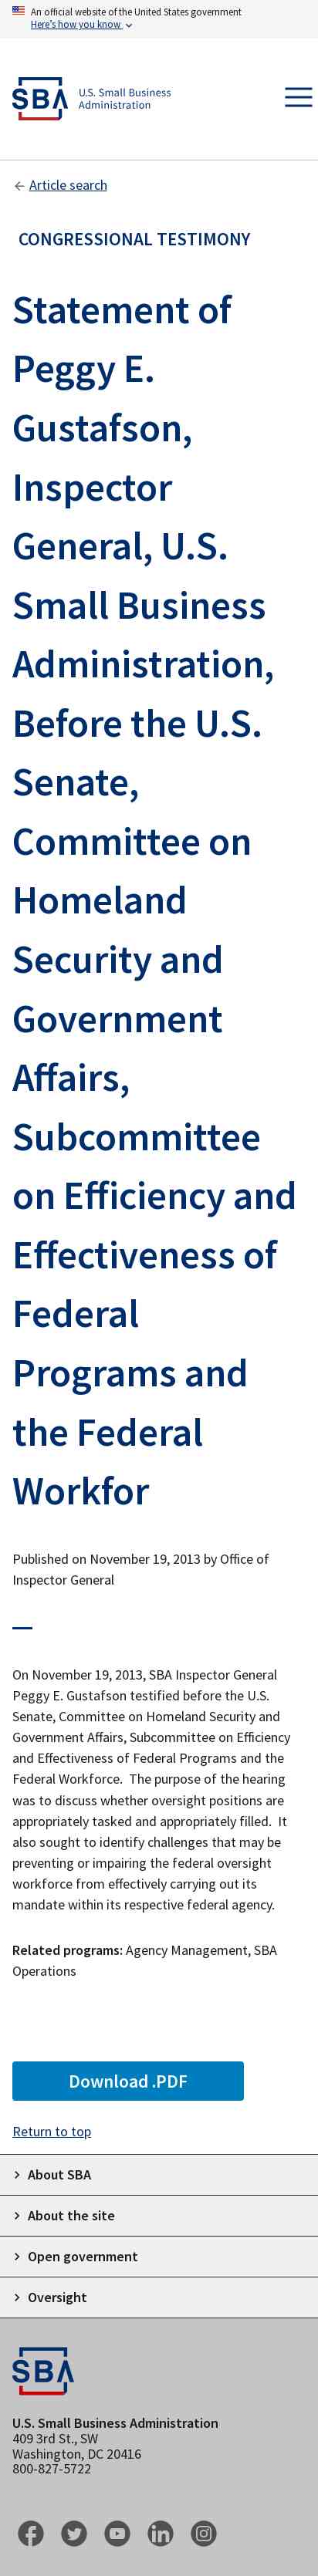 An official website of the United States government
Here's how you know
SBA U.S. Small Business
Administration
Article search
CONGRESSIONAL TESTIMONY
Statement of
Peggy E.
Gustafson,
Inspector
General, U.S.
Small Business
Administration,
Before the U.S.
Senate,
Committee on
Homeland
Security and
Government
Affairs,
Subcommittee
on Efficiency and
Effectiveness of
Federal
Programs and
the Federal
Workfor
Published on November 19, 2013 by Office of
Inspector General
On November 19, 2013, SBA Inspector General
Peggy E. Gustafson testified before the U.S.
Senate, Committee on Homeland Security and
Government Affairs, Subcommittee on Efficiency
and Effectiveness of Federal Programs and the
Federal Workforce.  The purpose of the hearing
was to discuss whether oversight positions are
appropriately tasked and appropriately filled.  It
also sought to identify challenges that may be
preventing or impairing the federal oversight
workforce from effectively carrying out its
mandate within its respective federal agency.
Related programs: Agency Management, SBA
Operations
Download .PDF
Return to top
About SBA
About the site
Open government
Oversight
SBA
U.S. Small Business Administration
409 3rd St., SW
Washington, DC 20416
800-827-5722